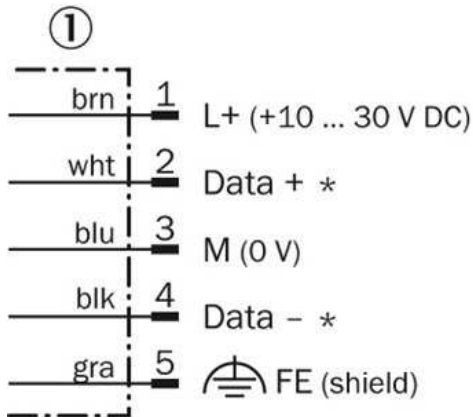 ①
brn 1 L+ (+10 ... 30 V DC)
wht 2 Data + *
blu 3 M (0 V)
blk 4 Data – *
gra 5 FE (shield)